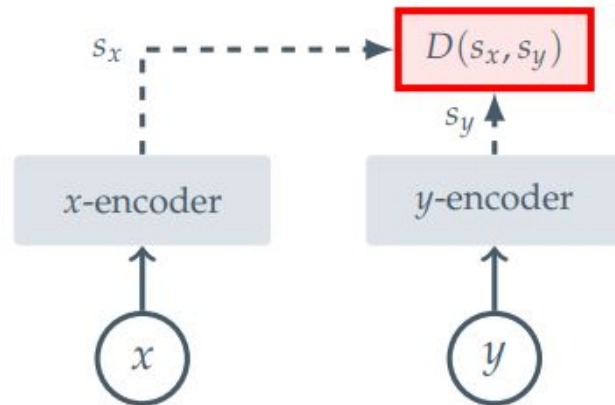 s_x
D(s_x, s_y)
s_y
x-encoder
y-encoder
x
y